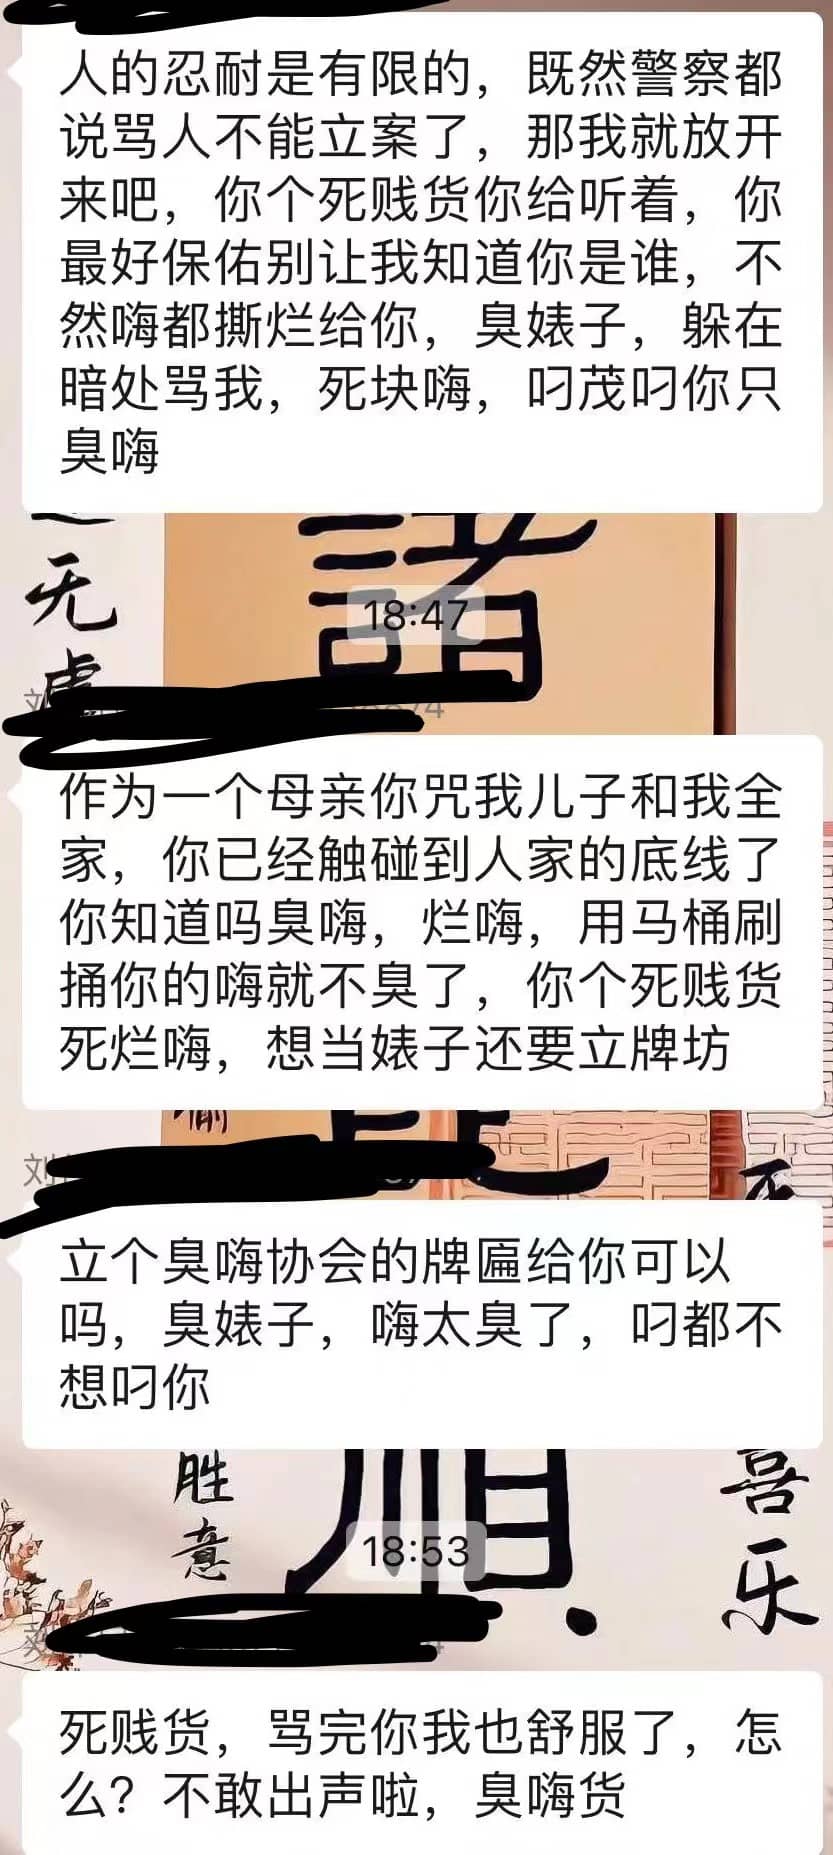 人的忍耐是有限的，既然警察都
说骂人不能立案了，那我就放开
来吧，你个死贱货你给听着，你
最好保佑别让我知道你是谁，不
然嗨都撕烂给你，臭婊子，躲在
暗处骂我，死块嗨，叼茂叼你只
臭嗨
无
諸
18:47
虚
刘
作为一个母亲你咒我儿子和我全
家，你已经触碰到人家的底线了
你知道吗臭嗨，烂嗨，用马桶刷
捅你的嗨就不臭了，你个死贱货
死烂嗨，想当婊子还要立牌坊
刘
立个臭嗨协会的牌匾给你可以
吗，臭婊子，嗨太臭了，叼都不
想叼你
胜
意
順
喜
乐
18:53
死贱货，骂完你我也舒服了，怎
么？不敢出声啦，臭嗨货